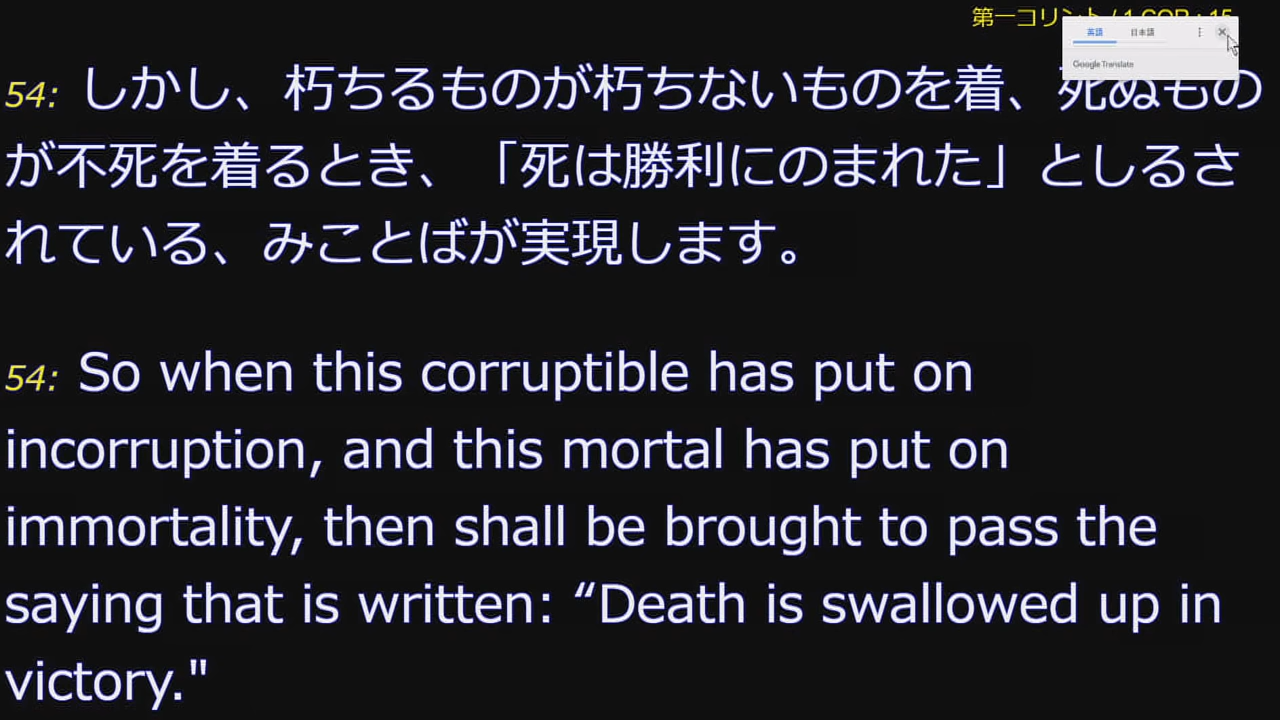 第一コリント / 1 COR : 15
英語 日本語
Google Translate
54: しかし、朽ちるものが朽ちないものを着、死ぬもの
が不死を着るとき、「死は勝利にのまれた」としるさ
れている、みことばが実現します。
54: So when this corruptible has put on
incorruption, and this mortal has put on
immortality, then shall be brought to pass the
saying that is written: “Death is swallowed up in
victory."